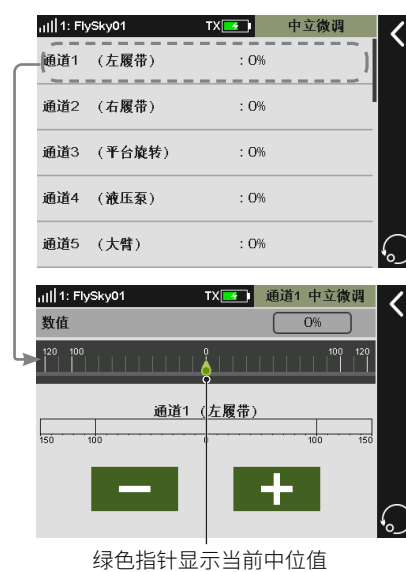 1: FlySky01 TX 中立微调
通道1 （左履带） : 0%
通道2 （右履带） : 0%
通道3 （平台旋转） : 0%
通道4 （液压泵） : 0%
通道5 （大臂） : 0%
1: FlySky01 TX 通道1 中立微调
数值 0%
120 100 0 100 120
通道1 （左履带）
150 100 0 100 150
绿色指针显示当前中位值